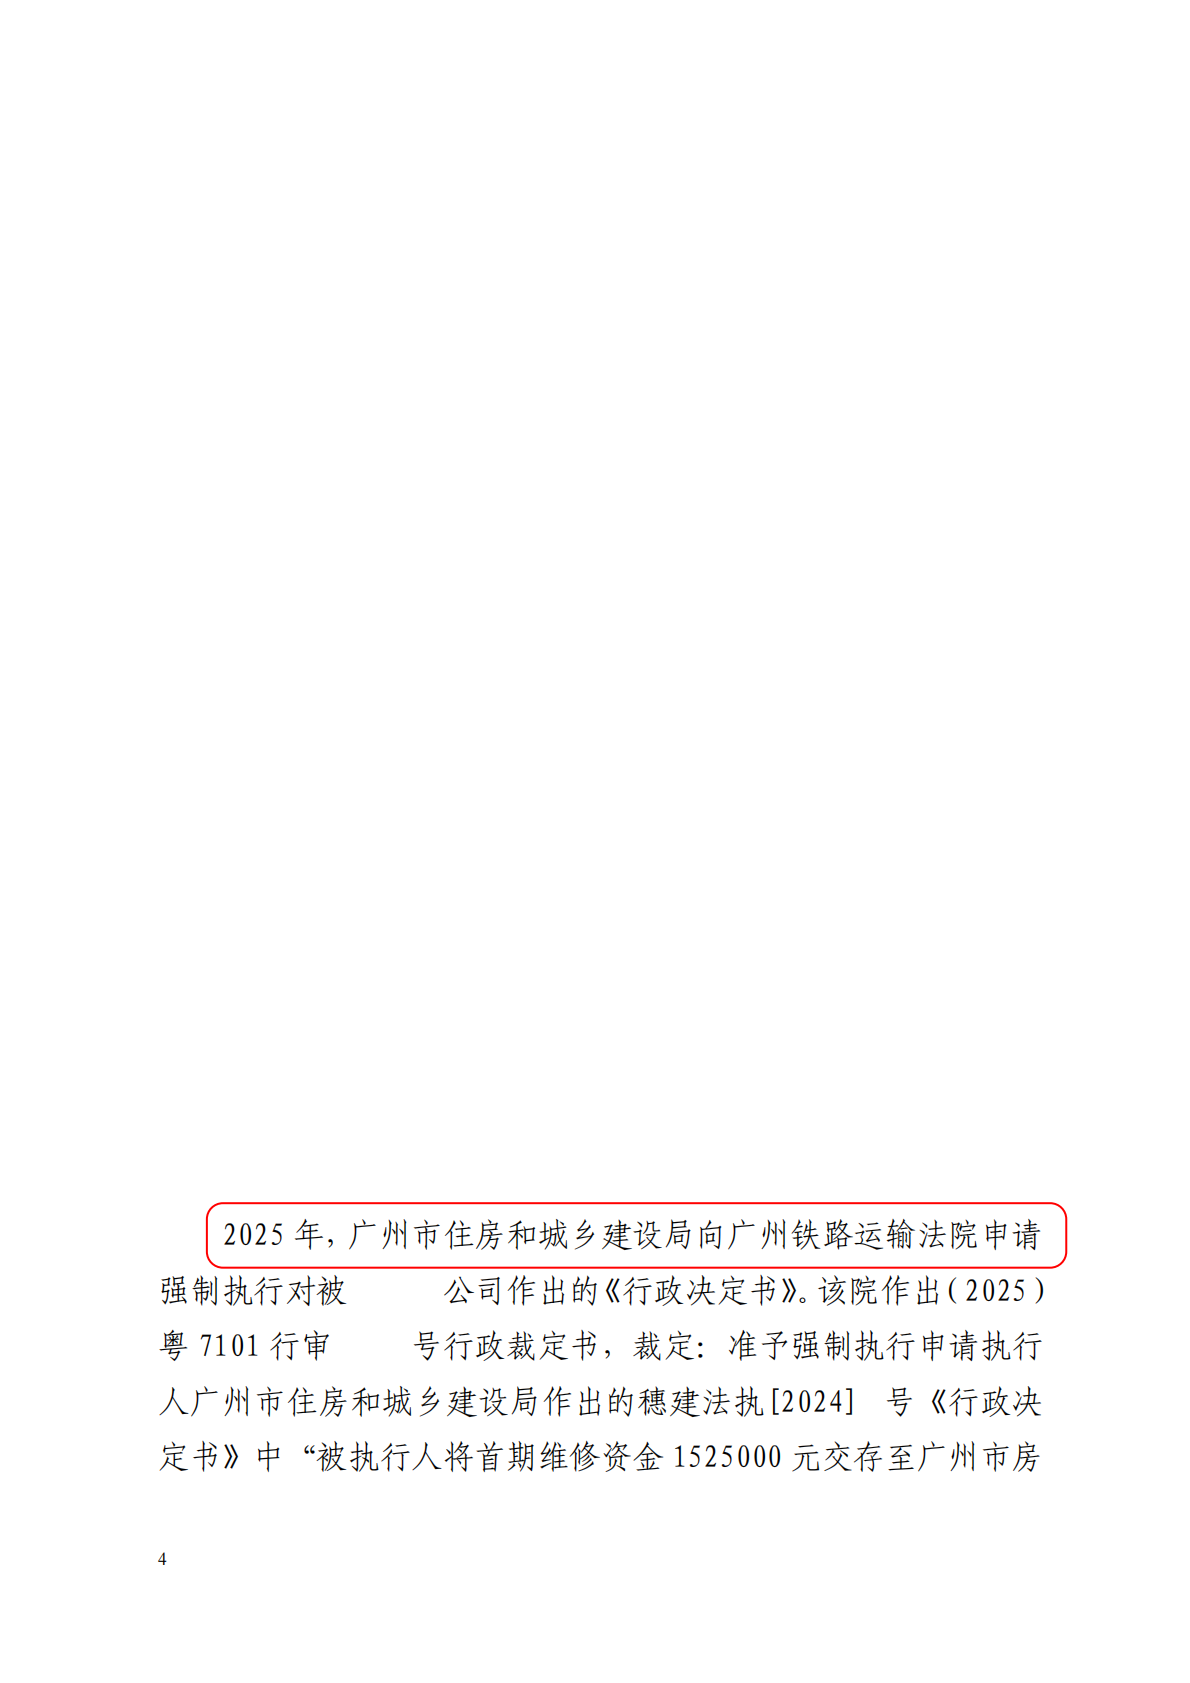 2025年，广州市住房和城乡建设局向广州铁路运输法院申请
强制执行对被 公司作出的《行政决定书》。该院作出（2025）
粤 7101 行审 号行政裁定书，裁定：准予强制执行申请执行
人广州市住房和城乡建设局作出的穗建法执[2024] 号《行政决
定书》中“被执行人将首期维修资金 1525000 元交存至广州市房
4